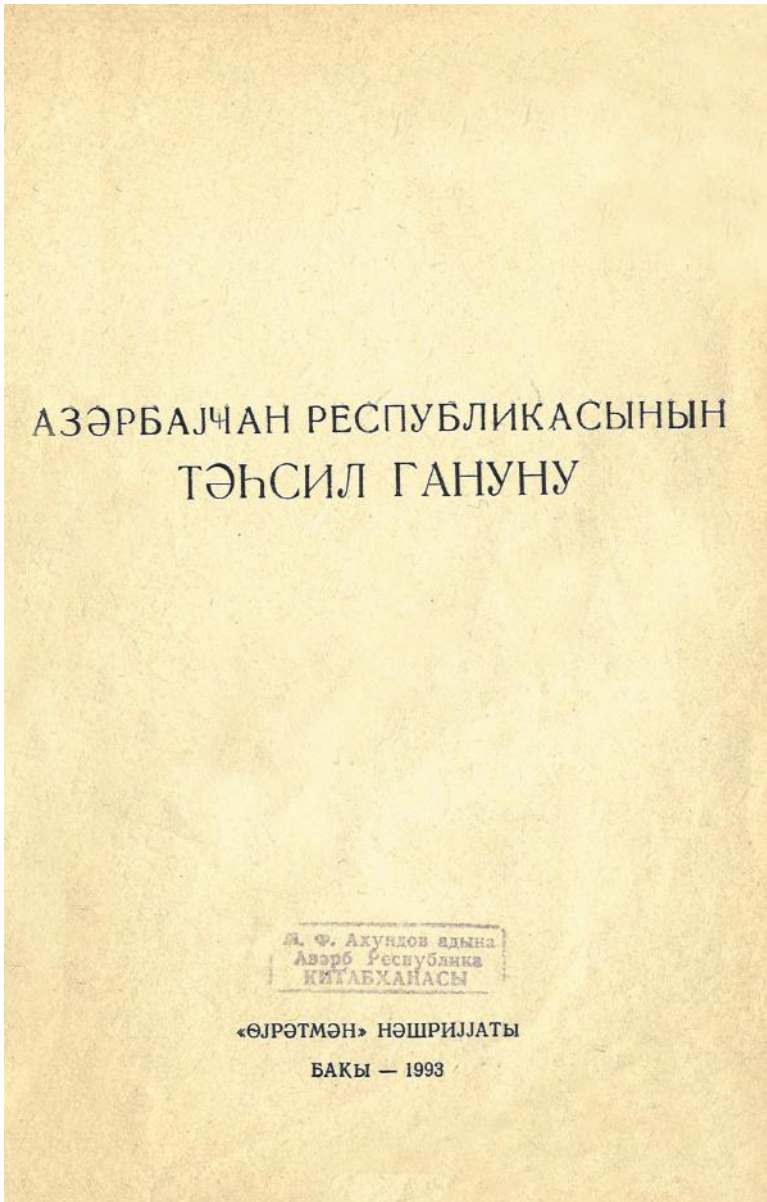 АЗӘРБАЈҸАН РЕСПУБЛИКАСЫНЫН
ТӘҺСИЛ ГАНУНУ
М. Ф. Ахундов адына
Азәрб Республика
КИТАБХАНАСЫ
«ӨЈРӘТМӘН» НӘШРИЈЈАТЫ
БАКЫ — 1993